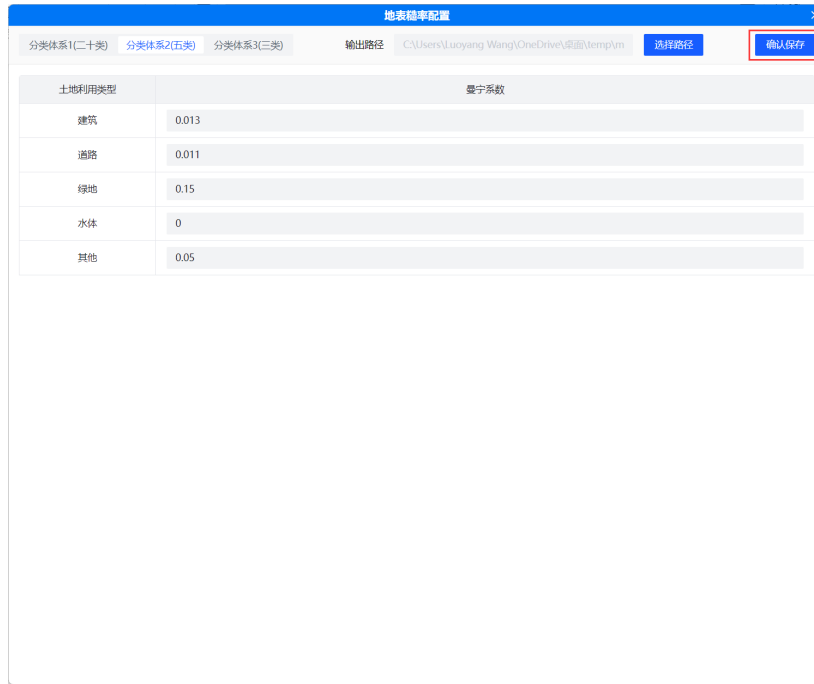 地表糙率配置
分类体系1(二十类) 分类体系2(五类) 分类体系3(三类) 输出路径 C:\Users\Luoyang Wang\OneDrive\桌面\temp\m 选择路径 确认保存
土地利用类型 曼宁系数
建筑 0.013
道路 0.011
绿地 0.15
水体 0
其他 0.05